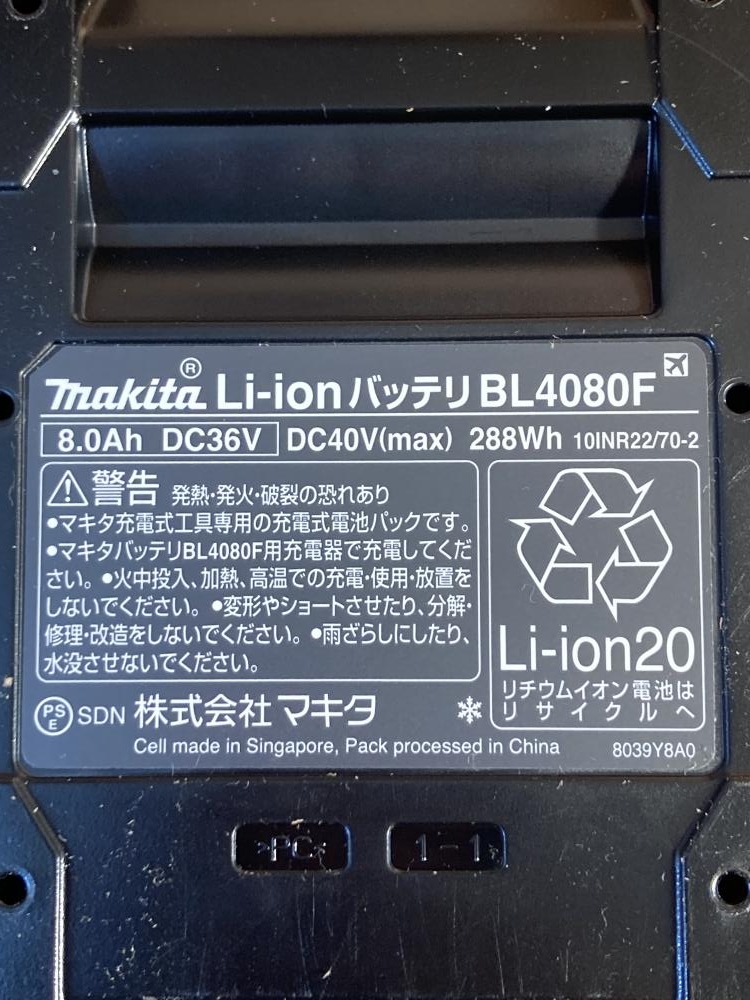 makita® Li-ion バッテリ BL4080F
8.0Ah DC36V DC40V(max) 288Wh 10INR22/70-2
警告 発熱・発火・破裂の恐れあり
●マキタ充電式工具専用の充電式電池パックです。
●マキタバッテリBL4080F用充電器で充電してくだ
さい。●火中投入、加熱、高温での充電・使用・放置を
しないでください。●変形やショートさせたり、分解・
修理・改造をしないでください。●雨ざらしにしたり、
水没させないでください。
Li-ion20
リチウムイオン電池は
リサイクルへ
PS
E
SDN 株式会社 マキタ
Cell made in Singapore, Pack processed in China
8039Y8A0
>PC<
1-1